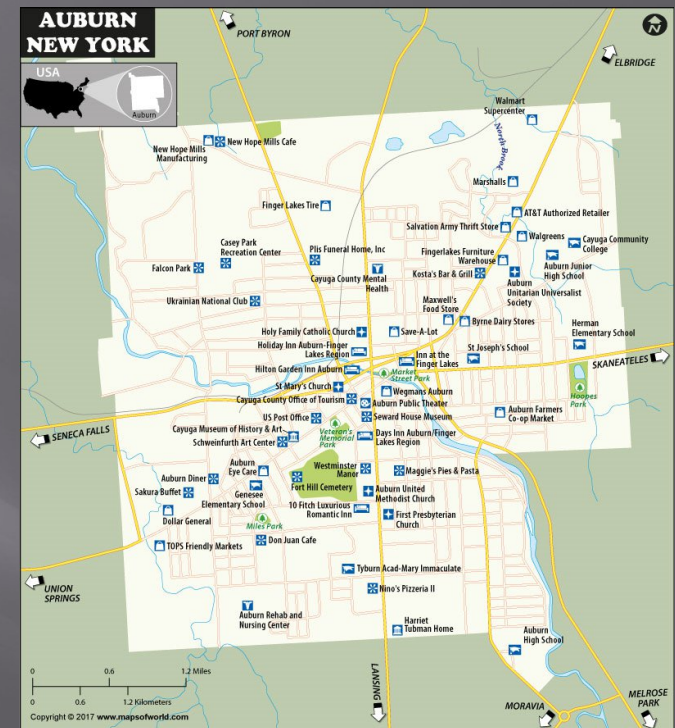 AUBURN
NEW YORK
USA
Auburn
PORT BYRON
N
ELBRIDGE
Walmart
Supercenter
North Brook
New Hope Mills Cafe
New Hope Mills
Manufacturing
Marshalls
Finger Lakes Tire
AT&T Authorized Retailer
Salvation Army Thrift Store
Walgreens
Cayuga Community
College
Casey Park
Recreation Center
Plis Funeral Home, Inc
Fingerlakes Furniture
Warehouse
Falcon Park
Cayuga County Mental
Health
Kosta's Bar & Grill
Auburn Junior
High School
Auburn
Unitarian Universalist
Society
Ukrainian National Club
Maxwell's
Food Store
Byrne Dairy Stores
Holy Family Catholic Church
Save-A-Lot
Herman
Elementary School
Holiday Inn Auburn-Finger
Lakes Region
Inn at the
Finger Lakes
St Joseph's School
SKANEATELES
Hilton Garden Inn Auburn
Market
Street Park
St-Mary's Church
Wegmans Auburn
Hoopes
Park
Cayuga County Office of Tourism
Auburn Public Theater
US Post Office
Seward House Museum
Auburn Farmers
Co-op Market
SENECA FALLS
Cayuga Museum of History & Art
Veteran's
Memorial
Park
Days Inn Auburn/Finger
Lakes Region
Schweinfurth Art Center
Auburn
Eye Care
Westminster
Manor
Maggie's Pies & Pasta
Auburn Diner
Fort Hill Cemetery
Sakura Buffet
Genesee
Elementary School
Auburn United
Methodist Church
10 Fitch Luxurious
Romantic Inn
First Presbyterian
Church
Dollar General
Miles Park
TOPS Friendly Markets
Don Juan Cafe
Tyburn Acad-Mary Immaculate
UNION
SPRINGS
Nino's Pizzeria II
Auburn Rehab and
Nursing Center
Harriet
Tubman Home
Auburn
High School
0 0.6 1.2 Miles
0 0.6 1.2 Kilometers
LANSING
MORAVIA
MELROSE
PARK
Copyright © 2017 www.mapsofworld.com